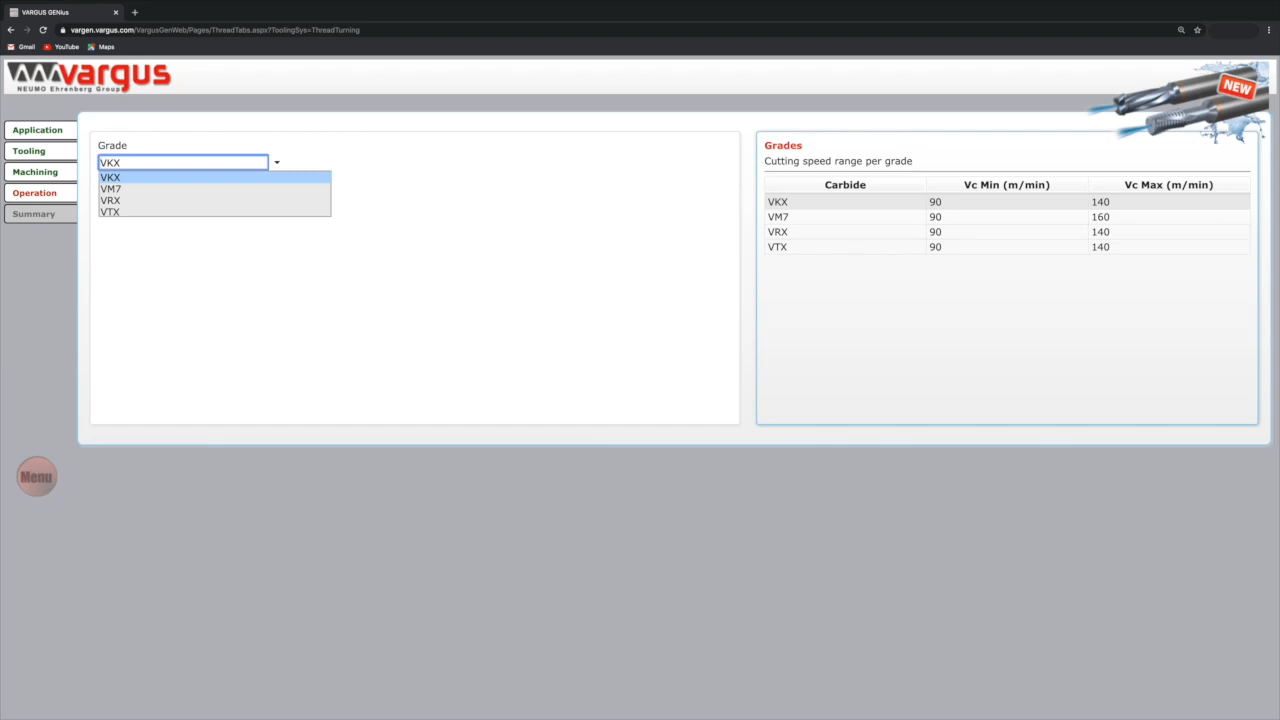 VARGUS GENius
vargen.vargus.com/VargusGenWeb/Pages/ThreadTabs.aspx?ToolingSys=ThreadTurning
Gmail YouTube Maps
vargus
NEUMO Ehrenberg Group
NEW
Application
Tooling
Machining
Operation
Summary
Menu
Grade
VKX
VKX
VM7
VRX
VTX
Grades
Cutting speed range per grade
Carbide Vc Min (m/min) Vc Max (m/min)
VKX 90 140
VM7 90 160
VRX 90 140
VTX 90 140